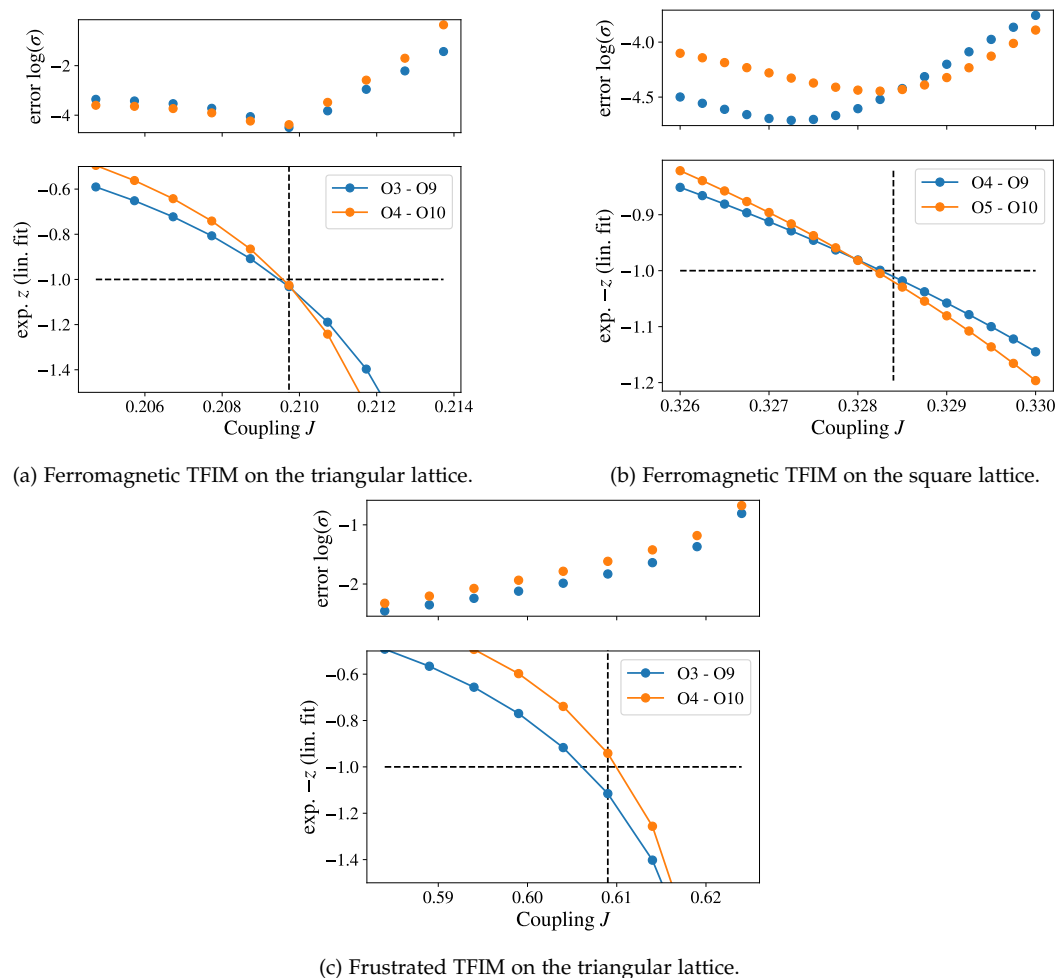 −2
−4
error log(σ)
−0.6
−0.8
−1.0
−1.2
−1.4
exp. z (lin. fit)
O3 - O9
O4 - O10
0.206 0.208 0.210 0.212 0.214
Coupling J
(a) Ferromagnetic TFIM on the triangular lattice.
−4.0
−4.5
error log(σ)
−0.9
−1.0
−1.1
−1.2
exp. −z (lin. fit)
O4 - O9
O5 - O10
0.326 0.327 0.328 0.329 0.330
Coupling J
(b) Ferromagnetic TFIM on the square lattice.
−1
−2
error log(σ)
−0.6
−0.8
−1.0
−1.2
−1.4
exp. −z (lin. fit)
O3 - O9
O4 - O10
0.59 0.60 0.61 0.62
Coupling J
(c) Frustrated TFIM on the triangular lattice.